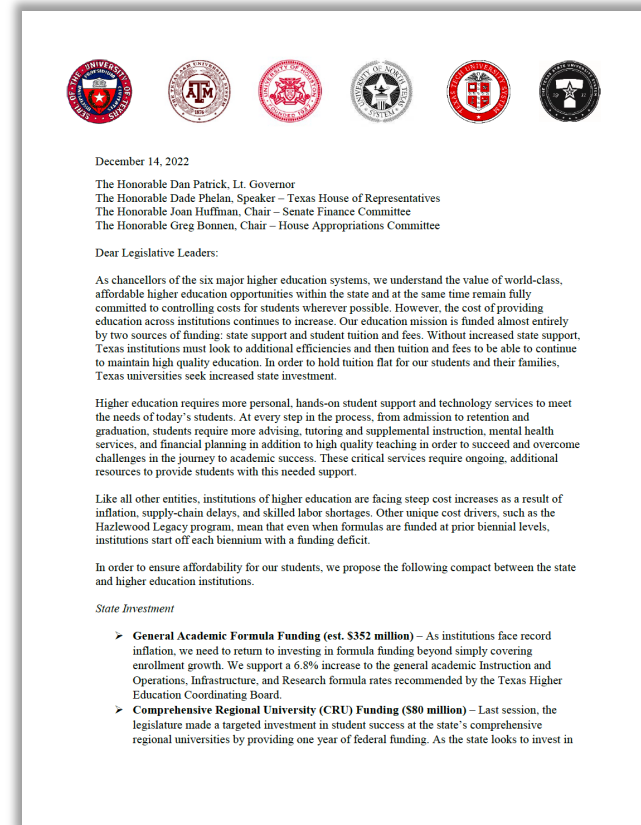 December 14, 2022
The Honorable Dan Patrick, Lt. Governor
The Honorable Dade Phelan, Speaker – Texas House of Representatives
The Honorable Joan Huffman, Chair – Senate Finance Committee
The Honorable Greg Bonnen, Chair – House Appropriations Committee
Dear Legislative Leaders:
As chancellors of the six major higher education systems, we understand the value of world-class,
affordable higher education opportunities within the state and at the same time remain fully
committed to controlling costs for students wherever possible. However, the cost of providing
education across institutions continues to increase. Our education mission is funded almost entirely
by two sources of funding: state support and student tuition and fees. Without increased state support,
Texas institutions must look to additional efficiencies and then tuition and fees to be able to continue
to maintain high quality education. In order to hold tuition flat for our students and their families,
Texas universities seek increased state investment.
Higher education requires more personal, hands-on student support and technology services to meet
the needs of today's students. At every step in the process, from admission to retention and
graduation, students require more advising, tutoring and supplemental instruction, mental health
services, and financial planning in addition to high quality teaching in order to succeed and overcome
challenges in the journey to academic success. These critical services require ongoing, additional
resources to provide students with this needed support.
Like all other entities, institutions of higher education are facing steep cost increases as a result of
inflation, supply-chain delays, and skilled labor shortages. Other unique cost drivers, such as the
Hazlewood Legacy program, mean that even when formulas are funded at prior biennial levels,
institutions start off each biennium with a funding deficit.
In order to ensure affordability for our students, we propose the following compact between the state
and higher education institutions.
State Investment
➤ General Academic Formula Funding (est. $352 million) – As institutions face record
inflation, we need to return to investing in formula funding beyond simply covering
enrollment growth. We support a 6.8% increase to the general academic Instruction and
Operations, Infrastructure, and Research formula rates recommended by the Texas Higher
Education Coordinating Board.
➤ Comprehensive Regional University (CRU) Funding ($80 million) – Last session, the
legislature made a targeted investment in student success at the state's comprehensive
regional universities by providing one year of federal funding. As the state looks to invest in